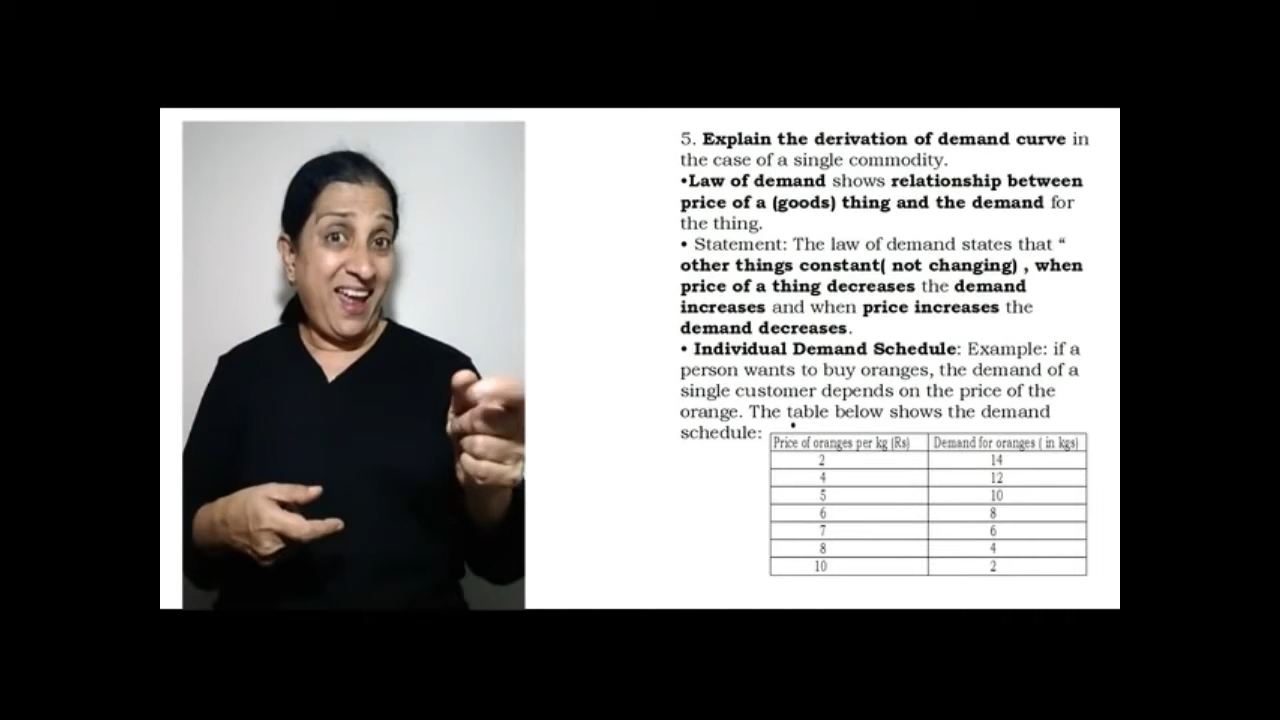 5. Explain the derivation of demand curve in
the case of a single commodity.
•Law of demand shows relationship between
price of a (goods) thing and the demand for
the thing.
• Statement: The law of demand states that “
other things constant( not changing) , when
price of a thing decreases the demand
increases and when price increases the
demand decreases.
• Individual Demand Schedule: Example: if a
person wants to buy oranges, the demand of a
single customer depends on the price of the
orange. The table below shows the demand
schedule:
Price of oranges per kg (Rs) Demand for oranges ( in kgs)
2 14
4 12
5 10
6 8
7 6
8 4
10 2